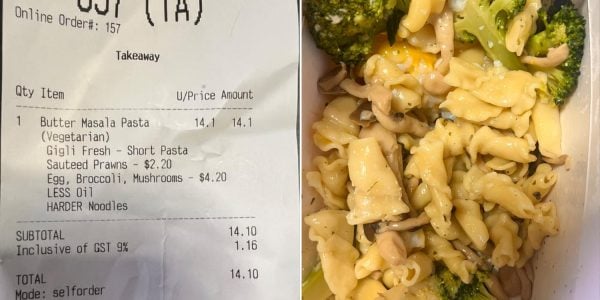 (TA)
Online Order#: 157
Takeaway
Qty Item U/Price Amount
1 Butter Masala Pasta 14.1 14.1
(Vegetarian)
Gigli Fresh - Short Pasta
Sauteed Prawns - $2.20
Egg, Broccoli, Mushrooms - $4.20
LESS Oil
HARDER Noodles
SUBTOTAL 14.10
Inclusive of GST 9% 1.16
TOTAL 14.10
Mode: selforder